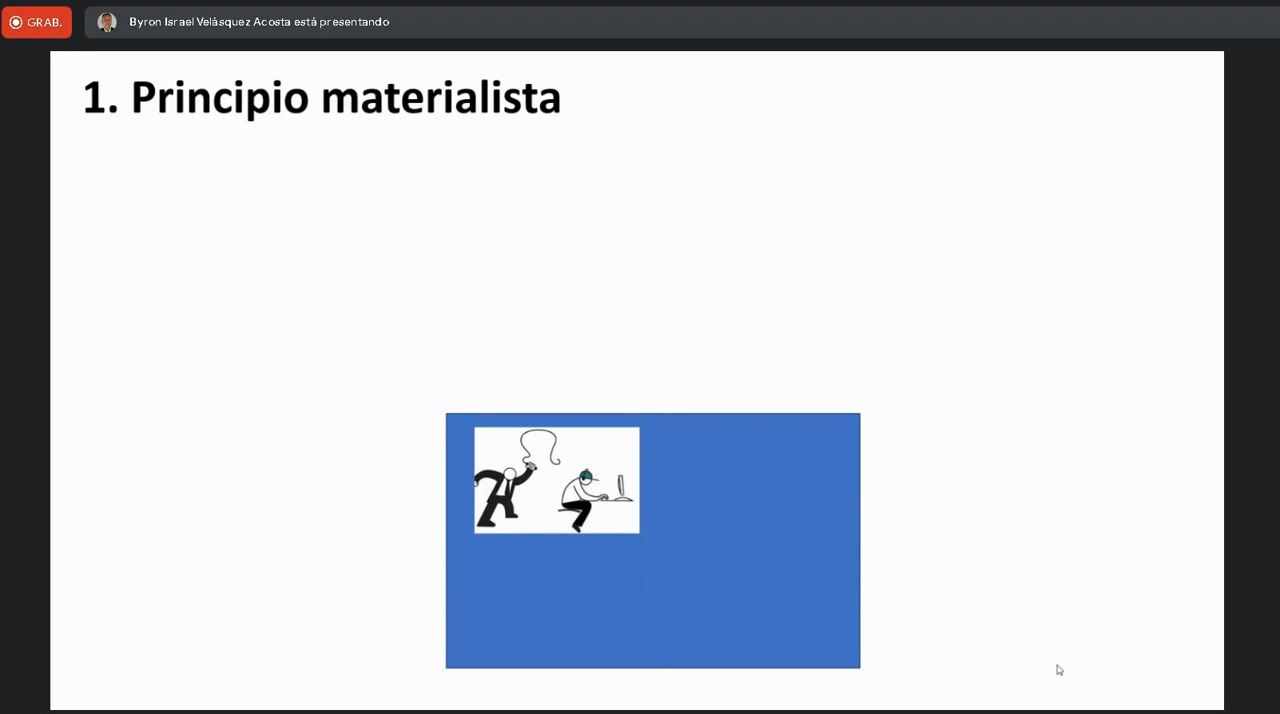 GRAB.
Byron Israel Velásquez Acosta está presentando
1. Principio materialista